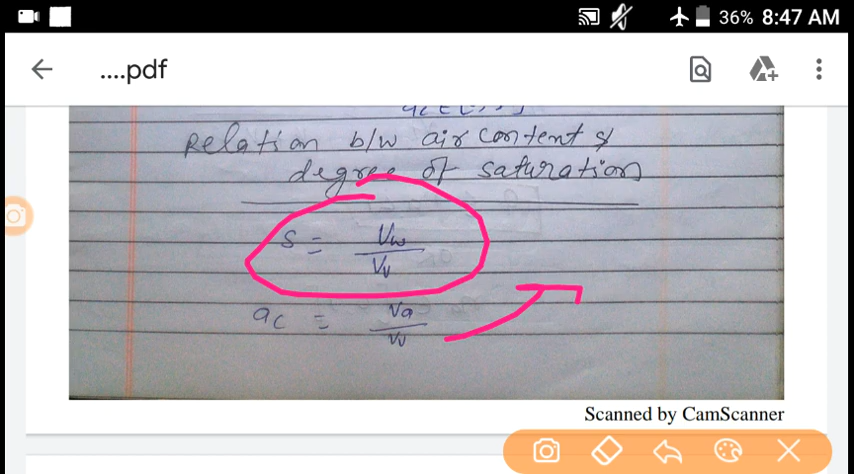 36% 8:47 AM
....pdf
Relation b/w air content &
degree of saturation
S = Vw
Vv
ac = Va
Vv
Scanned by CamScanner